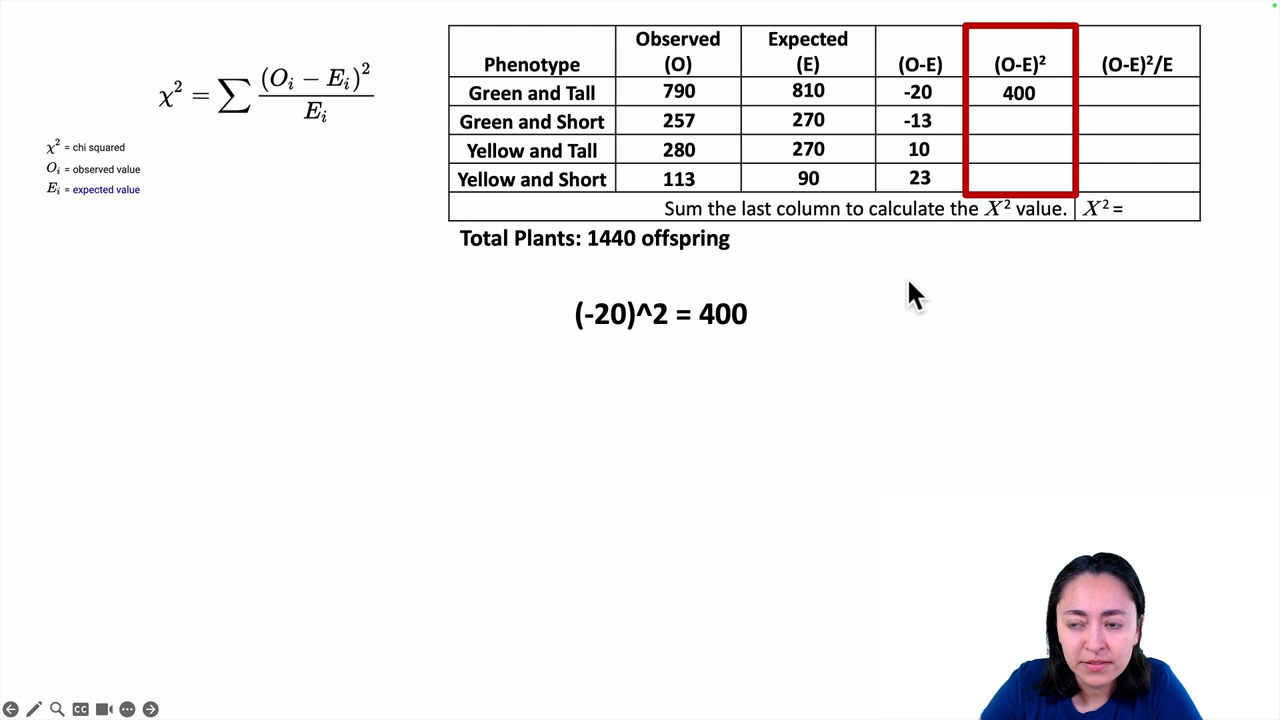 χ² = ∑ (Oᵢ − Eᵢ)² / Eᵢ
χ² = chi squared
Oᵢ = observed value
Eᵢ = expected value
Phenotype Observed (O) Expected (E) (O-E) (O-E)² (O-E)²/E
Green and Tall 790 810 -20 400
Green and Short 257 270 -13
Yellow and Tall 280 270 10
Yellow and Short 113 90 23
Sum the last column to calculate the X² value. X² =
Total Plants: 1440 offspring
(-20)^2 = 400
CC